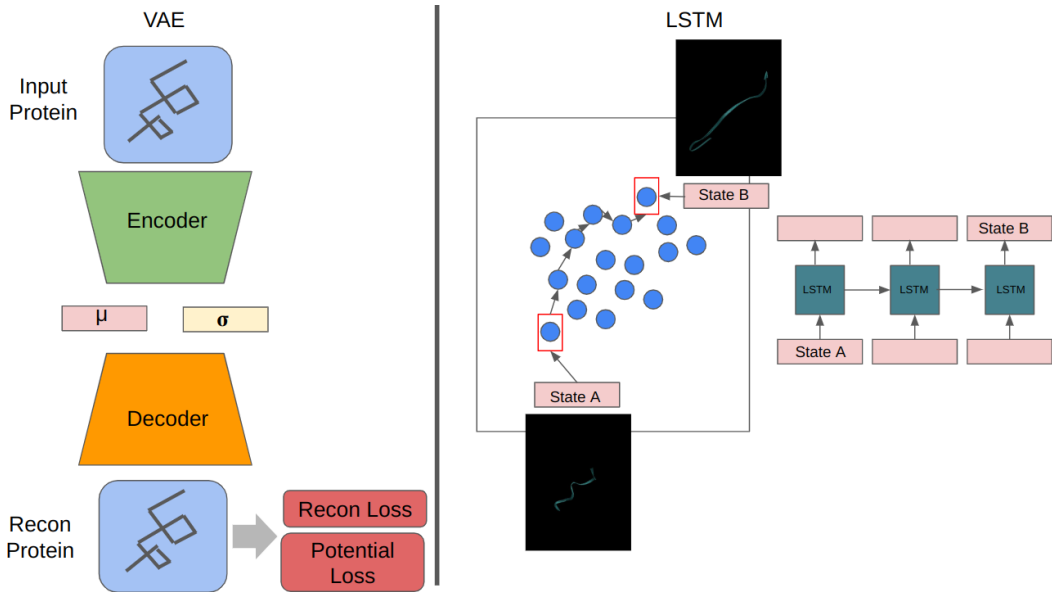 VAE
Input
Protein
Encoder
μ
σ
Decoder
Recon
Protein
Recon Loss
Potential
Loss
LSTM
State B
State A
State B
LSTM
LSTM
LSTM
State A